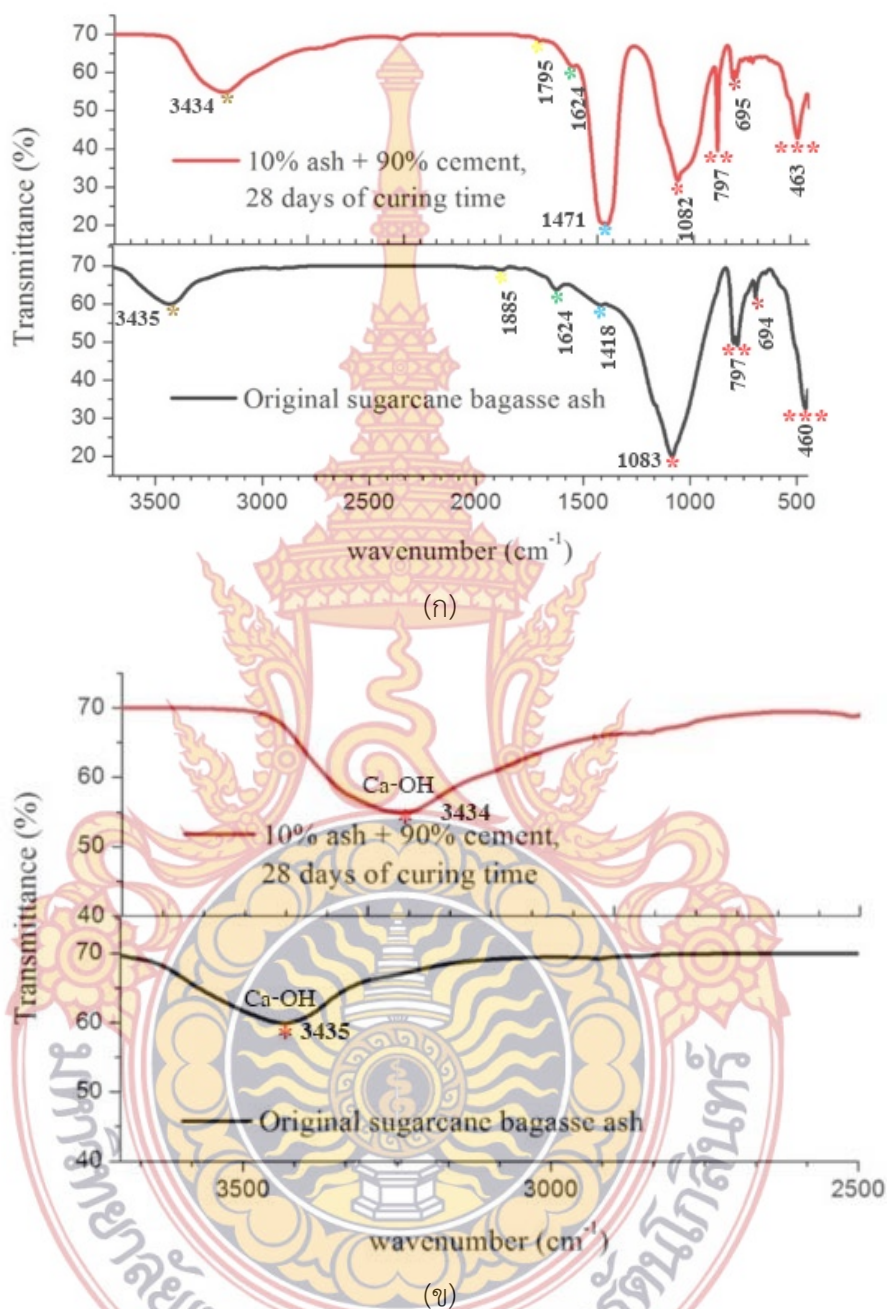 Transmittance (%)
70
60
50
40
30
20
3434
1795
1624
1471
1082
797
695
463
10% ash + 90% cement,
28 days of curing time
70
60
50
40
30
20
3435
1885
1624
1418
1083
797
694
460
Original sugarcane bagasse ash
3500 3000 2500 2000 1500 1000 500
wavenumber (cm⁻¹)
(ก)
Transmittance (%)
70
60
50
40
Ca-OH
3434
10% ash + 90% cement,
28 days of curing time
70
60
50
40
Ca-OH
3435
Original sugarcane bagasse ash
3500 3000 2500
wavenumber (cm⁻¹)
(ข)